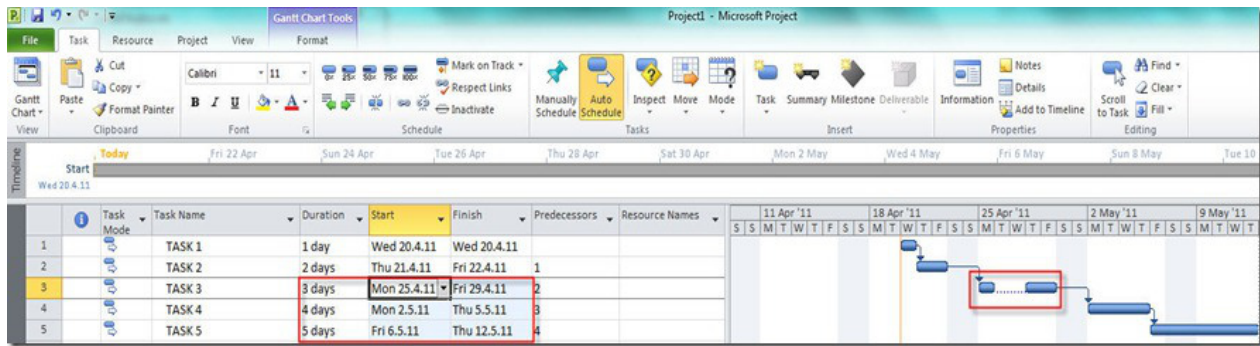 Gantt Chart Tools
Project1 - Microsoft Project
File Task Resource Project View Format
Gantt Chart
View
Paste
Cut
Copy
Format Painter
Clipboard
Calibri 11
B I U A
Font
0x 25x 50x 75x 100x
Mark on Track
Respect Links
Inactivate
Schedule
Manually Schedule
Auto Schedule
Inspect Move Mode
Tasks
Task Summary Milestone Deliverable
Insert
Information
Notes
Details
Add to Timeline
Properties
Scroll to Task
Find
Clear
Fill
Editing
Timeline
Today Fri 22 Apr Sun 24 Apr Tue 26 Apr Thu 28 Apr Sat 30 Apr Mon 2 May Wed 4 May Fri 6 May Sun 8 May Tue 10
Start
Wed 20.4.11
Task Mode Task Name Duration Start Finish Predecessors Resource Names
11 Apr '11 18 Apr '11 25 Apr '11 2 May '11 9 May '11
S S M T W T F S S M T W T F S S M T W T F S S M T W T F S S M T W T
1 TASK 1 1 day Wed 20.4.11 Wed 20.4.11
2 TASK 2 2 days Thu 21.4.11 Fri 22.4.11 1
3 TASK 3 3 days Mon 25.4.11 Fri 29.4.11 2
4 TASK 4 4 days Mon 2.5.11 Thu 5.5.11 3
5 TASK 5 5 days Fri 6.5.11 Thu 12.5.11 4